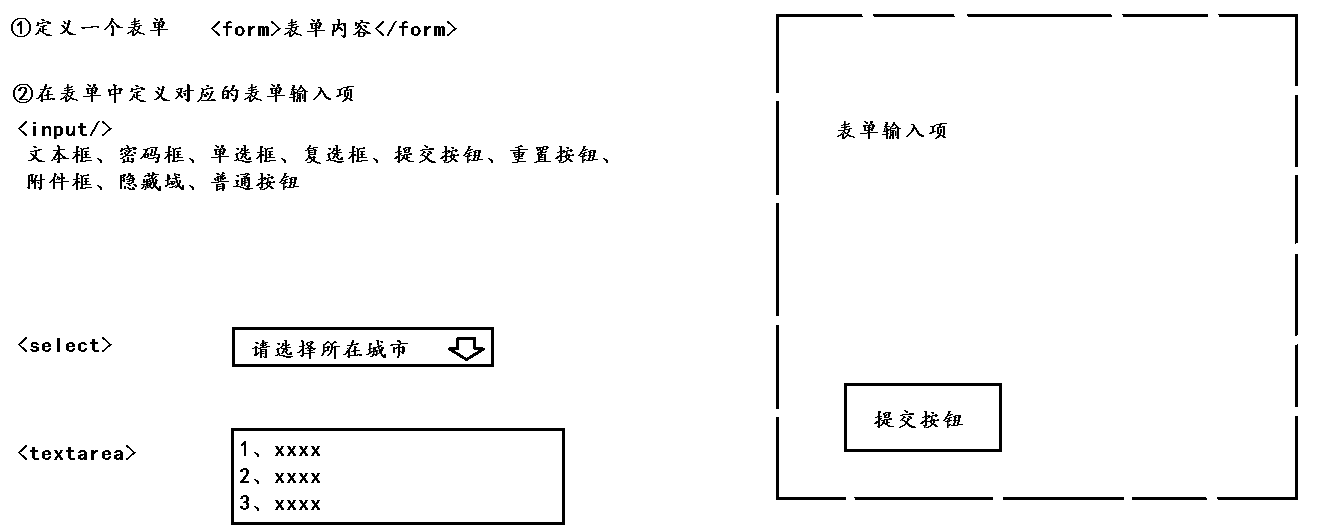 ①定义一个表单 <form>表单内容</form>
②在表单中定义对应的表单输入项
<input/>
文本框、密码框、单选框、复选框、提交按钮、重置按钮、
附件框、隐藏域、普通按钮
<select>
请选择所在城市
<textarea>
1、xxxx
2、xxxx
3、xxxx
表单输入项
提交按钮